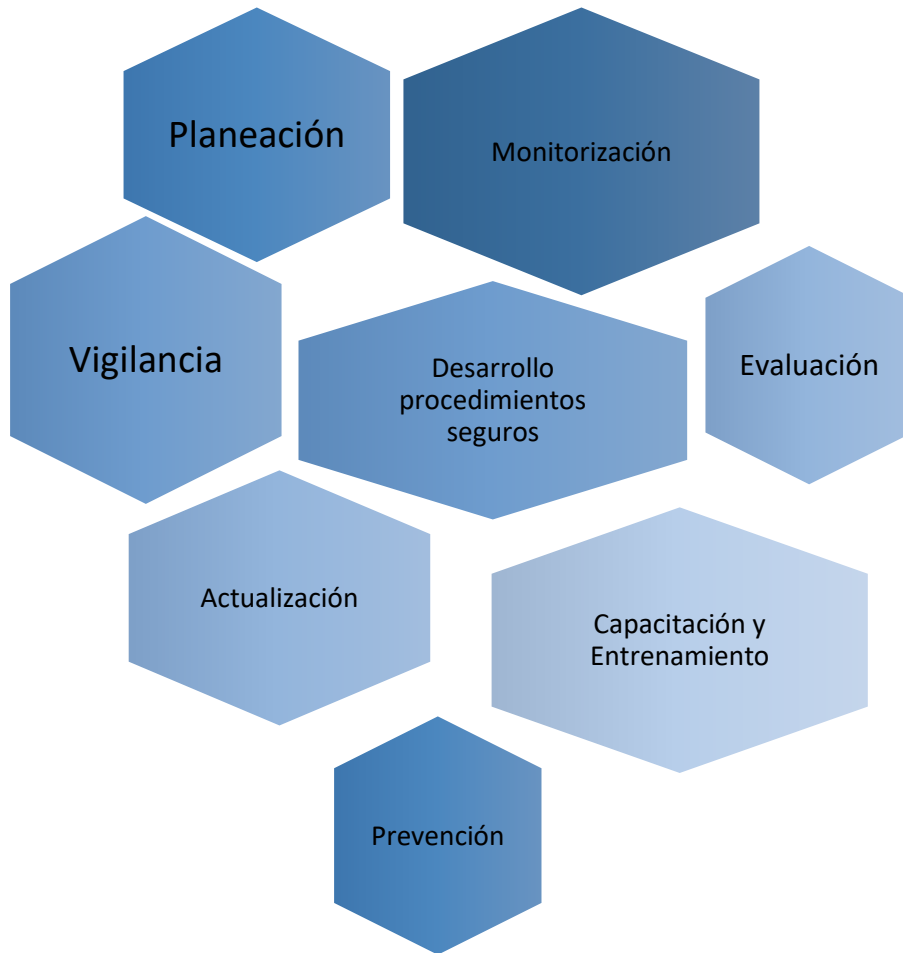 Planeación
Monitorización
Vigilancia
Desarrollo
procedimientos
seguros
Evaluación
Actualización
Capacitación y
Entrenamiento
Prevención